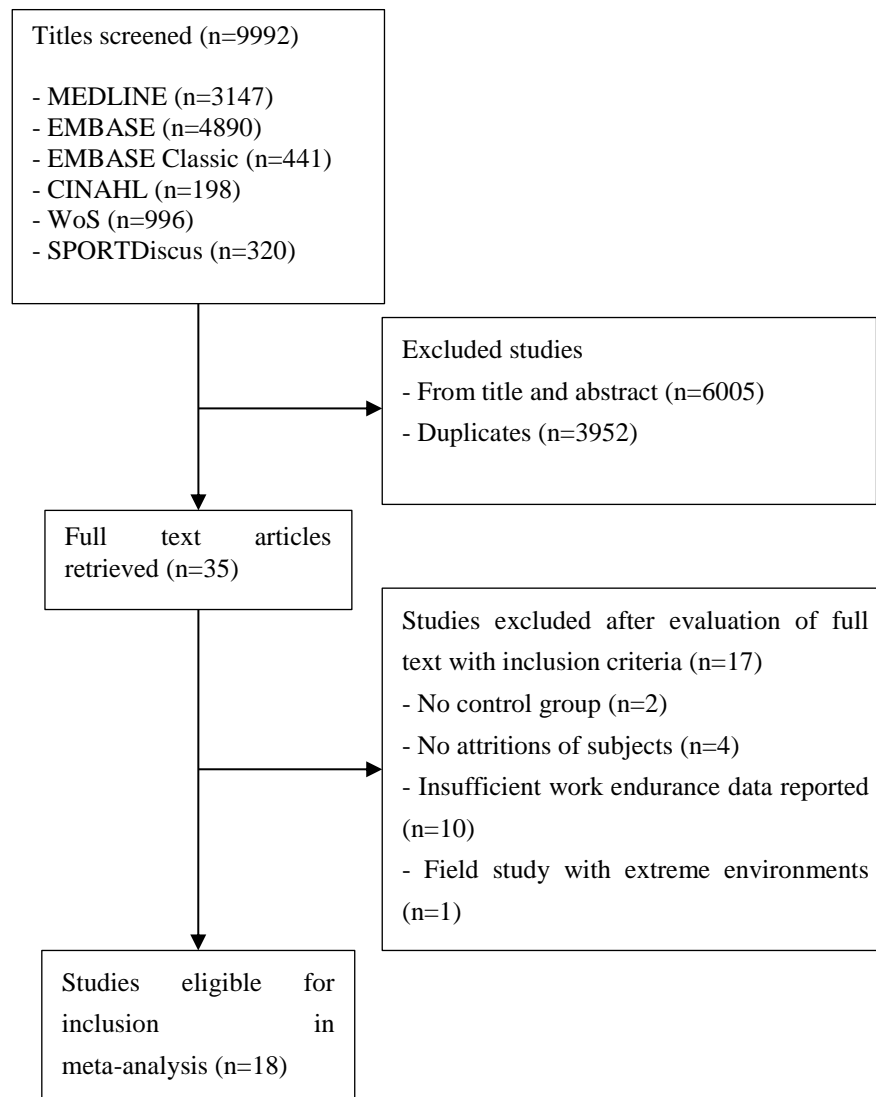 Titles screened (n=9992)
- MEDLINE (n=3147)
- EMBASE (n=4890)
- EMBASE Classic (n=441)
- CINAHL (n=198)
- WoS (n=996)
- SPORTDiscus (n=320)
Excluded studies
- From title and abstract (n=6005)
- Duplicates (n=3952)
Full text articles
retrieved (n=35)
Studies excluded after evaluation of full
text with inclusion criteria (n=17)
- No control group (n=2)
- No attritions of subjects (n=4)
- Insufficient work endurance data reported
(n=10)
- Field study with extreme environments
(n=1)
Studies eligible for
inclusion in
meta-analysis (n=18)